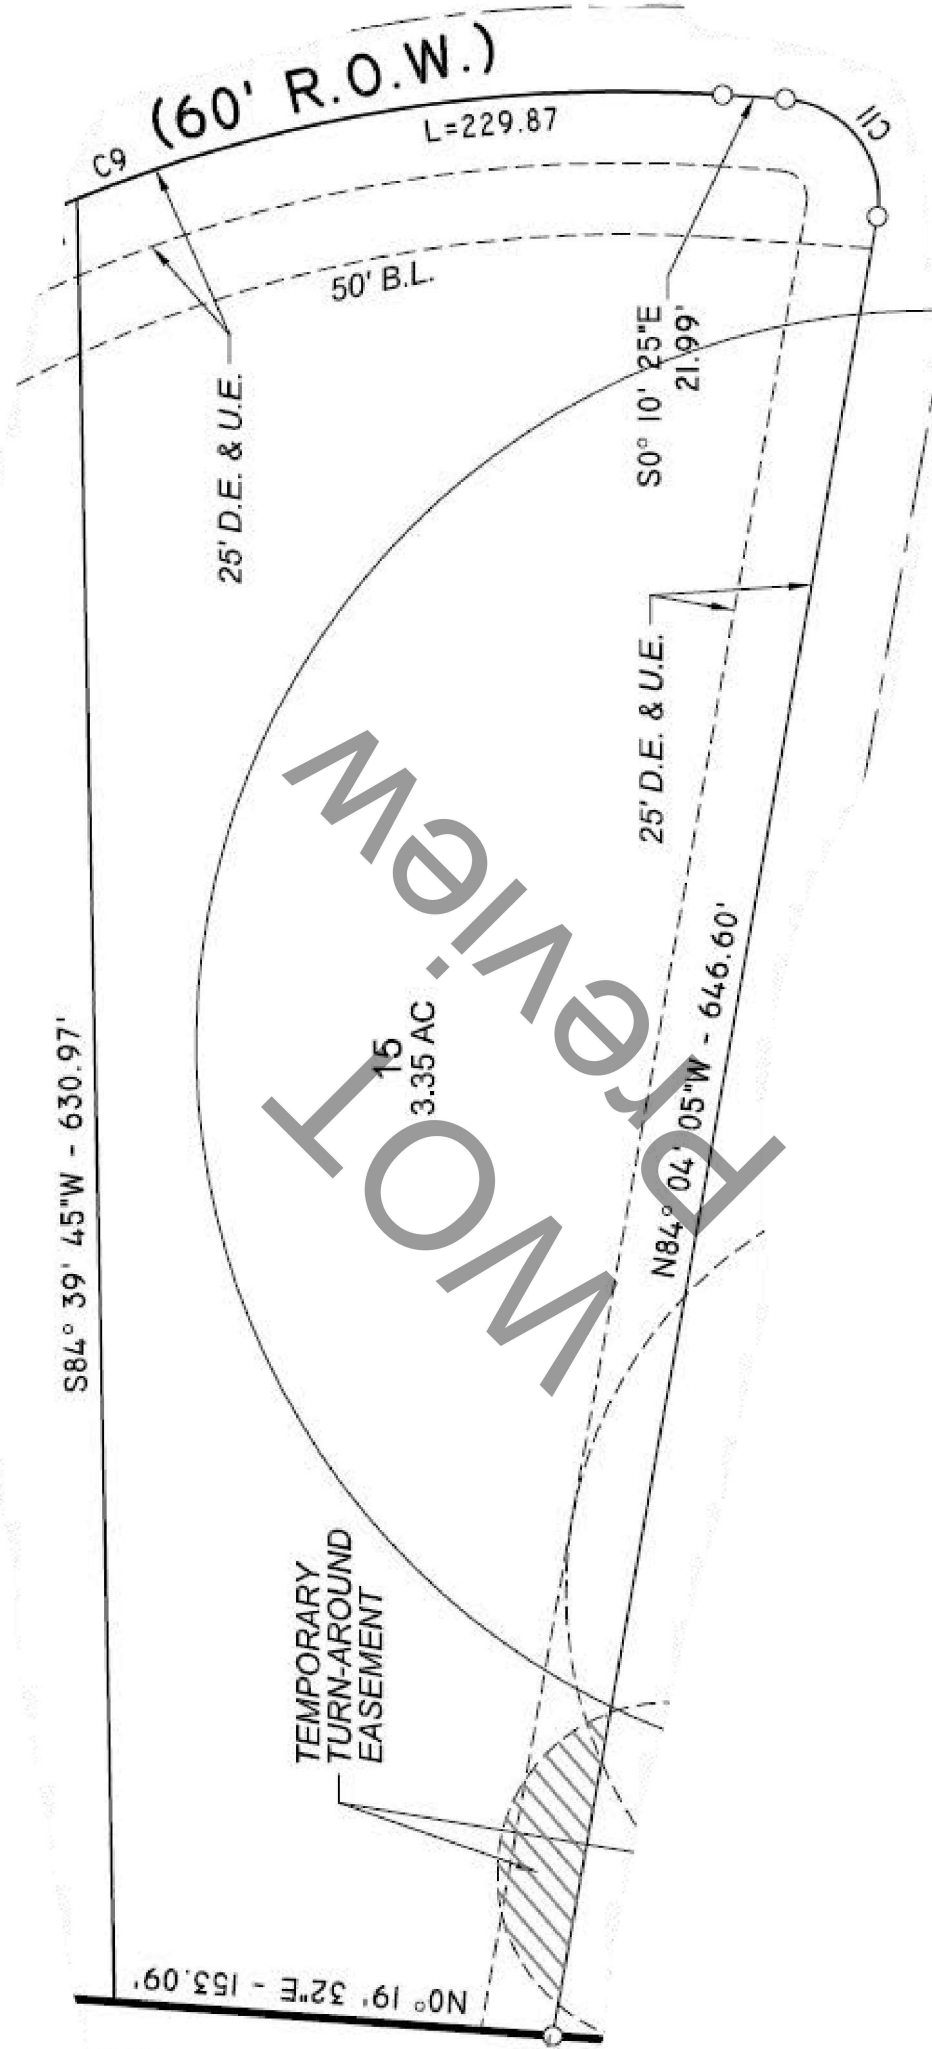 (60' R.O.W.)
C9
L=229.87
C11
50' B.L.
25' D.E. & U.E.
S0° 10' 25"E
21.99'
25' D.E. & U.E.
S84° 39' 45"W - 630.97'
15
3.35 AC
N84° 04' 05"W - 646.60'
WOT
Preview
TEMPORARY
TURN-AROUND
EASEMENT
N0° 19' 32"E - 153.09'